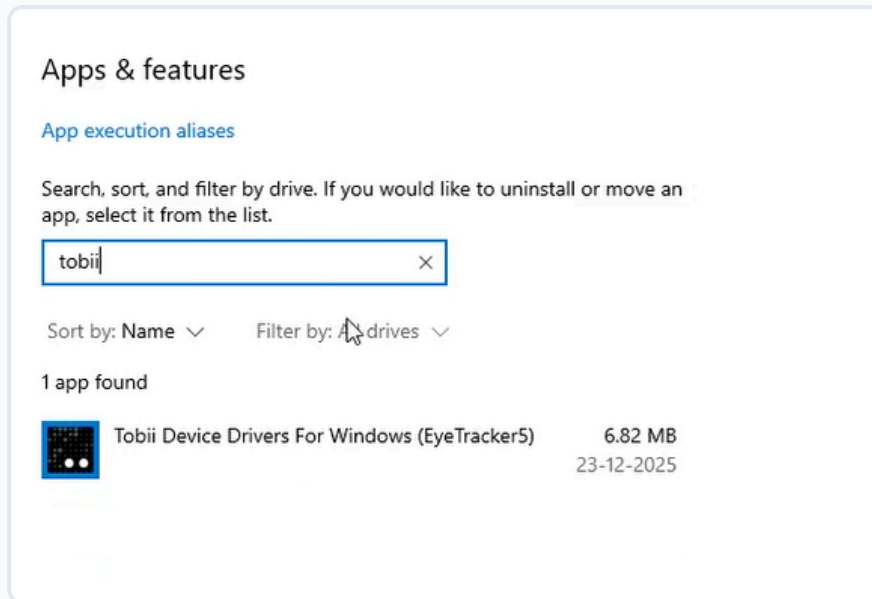 Apps & features
App execution aliases
Search, sort, and filter by drive. If you would like to uninstall or move an
app, select it from the list.
tobii
Sort by: Name
Filter by: All drives
1 app found
Tobii Device Drivers For Windows (EyeTracker5)
6.82 MB
23-12-2025